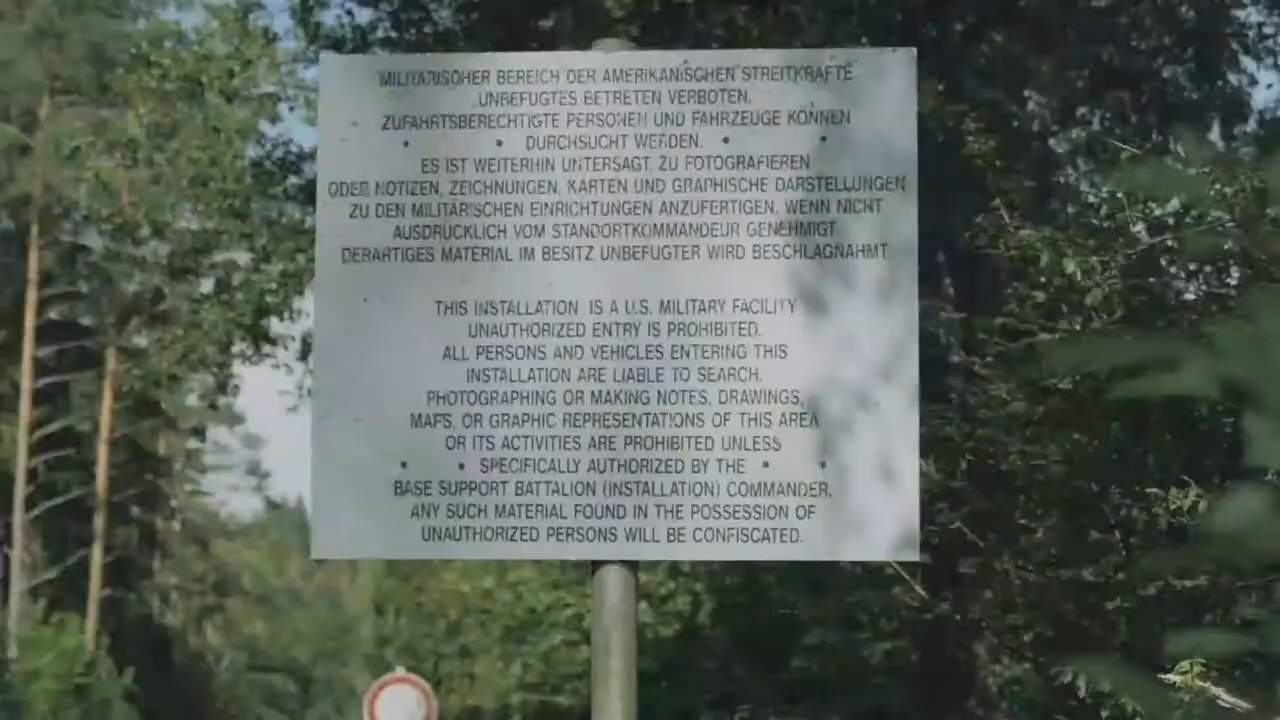 MILITÄRISCHER BEREICH DER AMERIKANISCHEN STREITKRÄFTE
UNBEFUGTES BETRETEN VERBOTEN.
ZUFAHRTSBERECHTIGTE PERSONEN UND FAHRZEUGE KÖNNEN
DURCHSUCHT WERDEN.
ES IST WEITERHIN UNTERSAGT, ZU FOTOGRAFIEREN
ODER NOTIZEN, ZEICHNUNGEN, KARTEN UND GRAPHISCHE DARSTELLUNGEN
ZU DEN MILITÄRISCHEN EINRICHTUNGEN ANZUFERTIGEN, WENN NICHT
AUSDRÜCKLICH VOM STANDORTKOMMANDEUR GENEHMIGT.
DERARTIGES MATERIAL IM BESITZ UNBEFUGTER WIRD BESCHLAGNAHMT
THIS INSTALLATION IS A U.S. MILITARY FACILITY
UNAUTHORIZED ENTRY IS PROHIBITED.
ALL PERSONS AND VEHICLES ENTERING THIS
INSTALLATION ARE LIABLE TO SEARCH.
PHOTOGRAPHING OR MAKING NOTES, DRAWINGS,
MAPS, OR GRAPHIC REPRESENTATIONS OF THIS AREA
OR ITS ACTIVITIES ARE PROHIBITED UNLESS
SPECIFICALLY AUTHORIZED BY THE
BASE SUPPORT BATTALION (INSTALLATION) COMMANDER.
ANY SUCH MATERIAL FOUND IN THE POSSESSION OF
UNAUTHORIZED PERSONS WILL BE CONFISCATED.